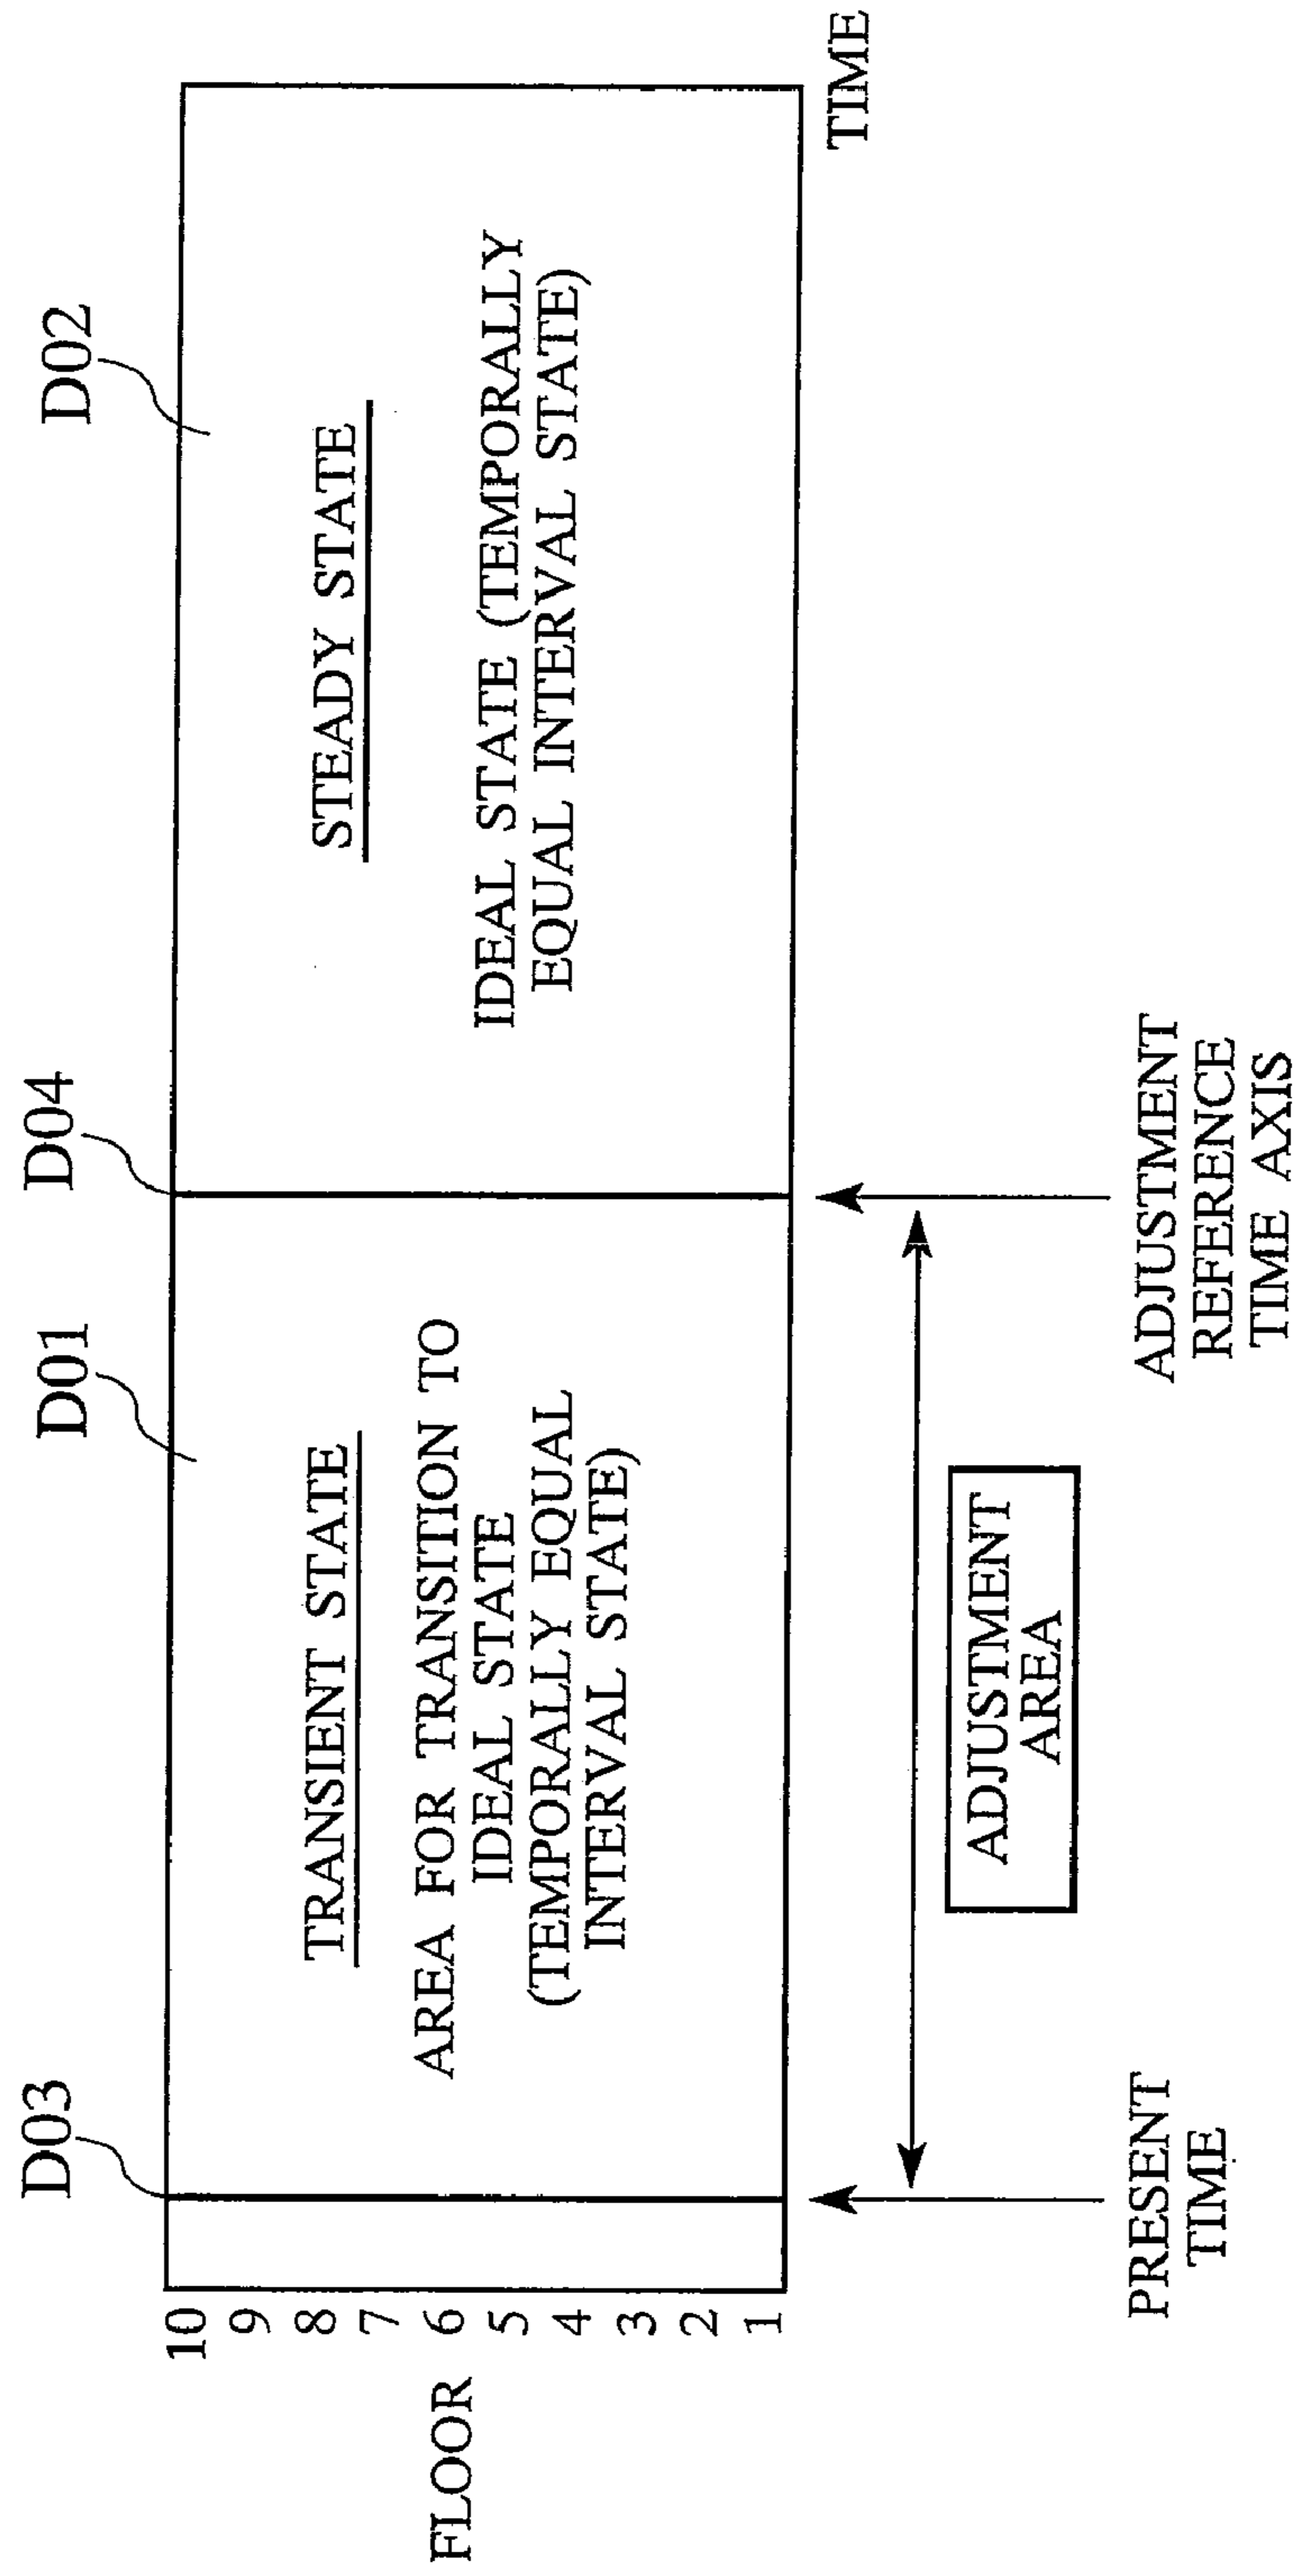 D03
D01
D04
D02
FLOOR
10
9
8
7
6
5
4
3
2
1
TRANSIENT STATE
AREA FOR TRANSITION TO
IDEAL STATE
(TEMPORALLY EQUAL
INTERVAL STATE)
STEADY STATE
IDEAL STATE (TEMPORALLY
EQUAL INTERVAL STATE)
TIME
ADJUSTMENT
AREA
PRESENT
TIME
ADJUSTMENT
REFERENCE
TIME AXIS